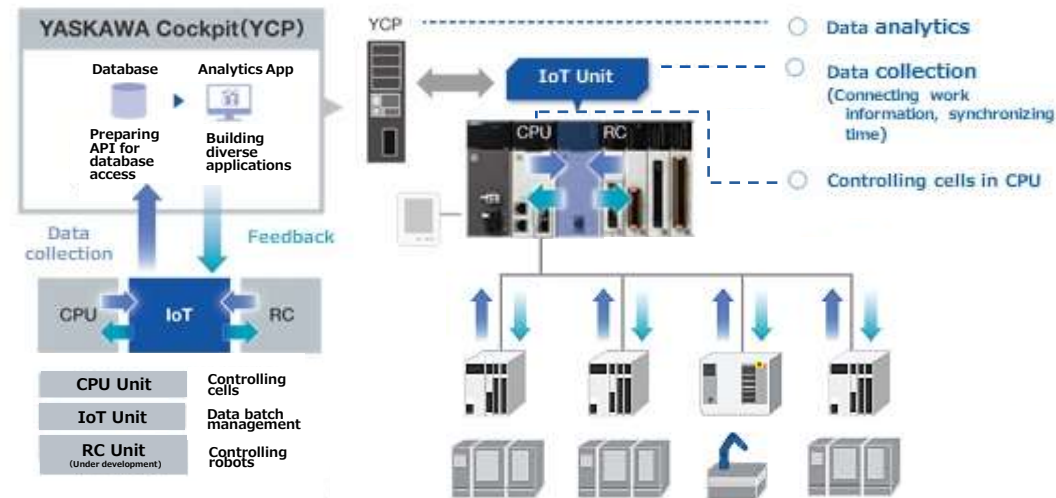 YASKAWA Cockpit(YCP)
Database
Analytics App
Preparing
API for
database
access
Building
diverse
applications
Data
collection
Feedback
CPU
IoT
RC
CPU Unit
Controlling
cells
IoT Unit
Data batch
management
RC Unit
(Under development)
Controlling
robots
YCP
IoT Unit
CPU
RC
Data analytics
Data collection
(Connecting work
information, synchronizing
time)
Controlling cells in CPU